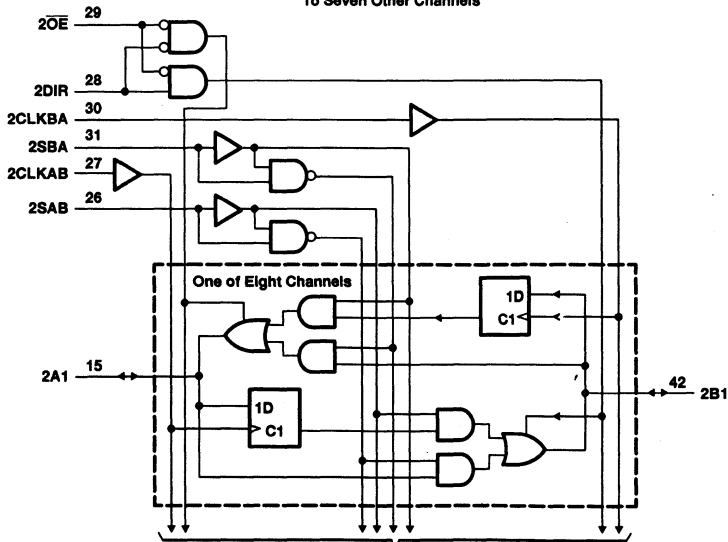 To Seven Other Channels
2O̅E̅ 29
2DIR 28
2CLKBA 30
2SBA 31
2CLKAB 27
2SAB 26
One of Eight Channels
1D
C1
2A1 15
42 2B1
1D
C1